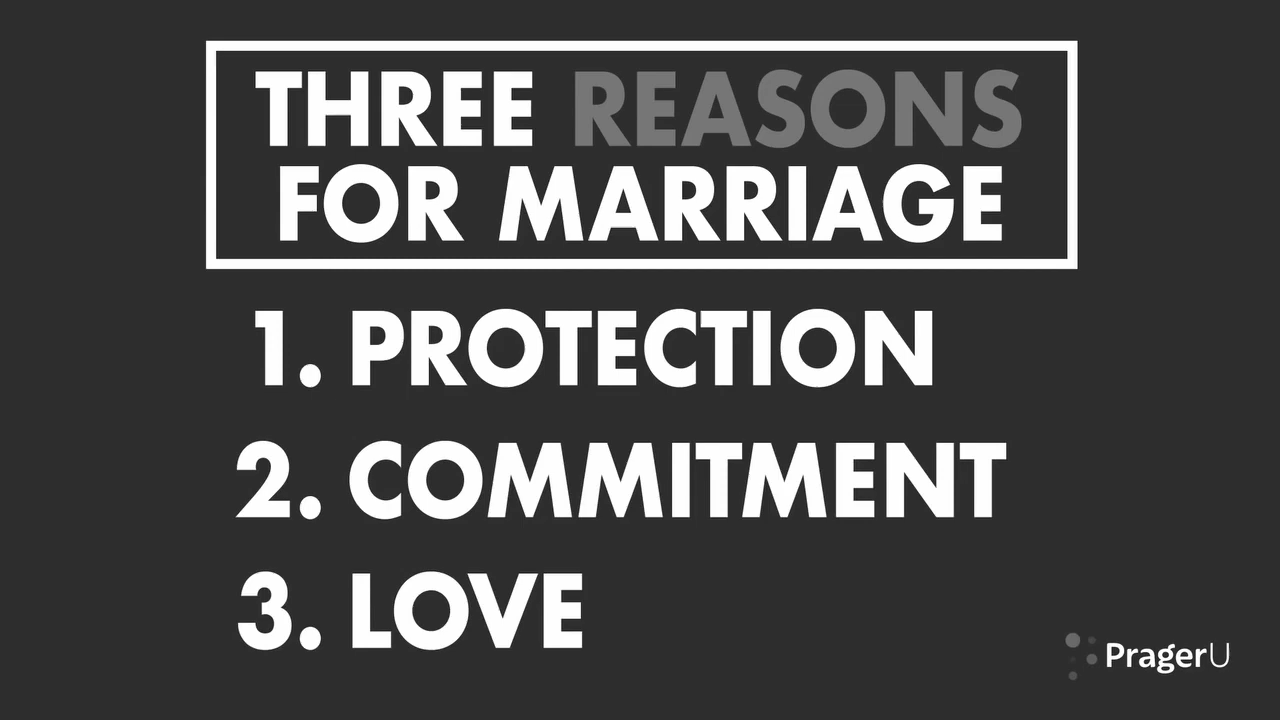 THREE REASONS
FOR MARRIAGE
1. PROTECTION
2. COMMITMENT
3. LOVE
PragerU